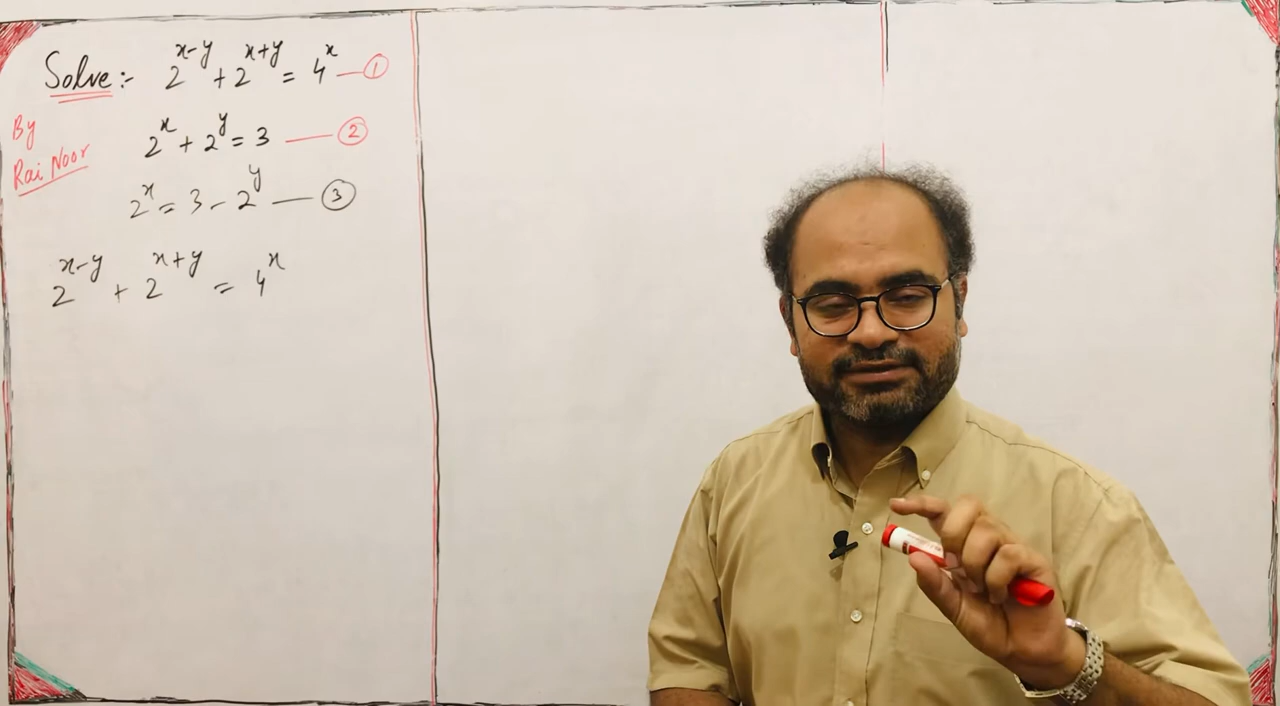 Solve:- 2^{x-y} + 2^{x+y} = 4^x —①
By
Rai Noor
2^x + 2^y = 3 —②
2^x = 3 - 2^y —③
2^{x-y} + 2^{x+y} = 4^x